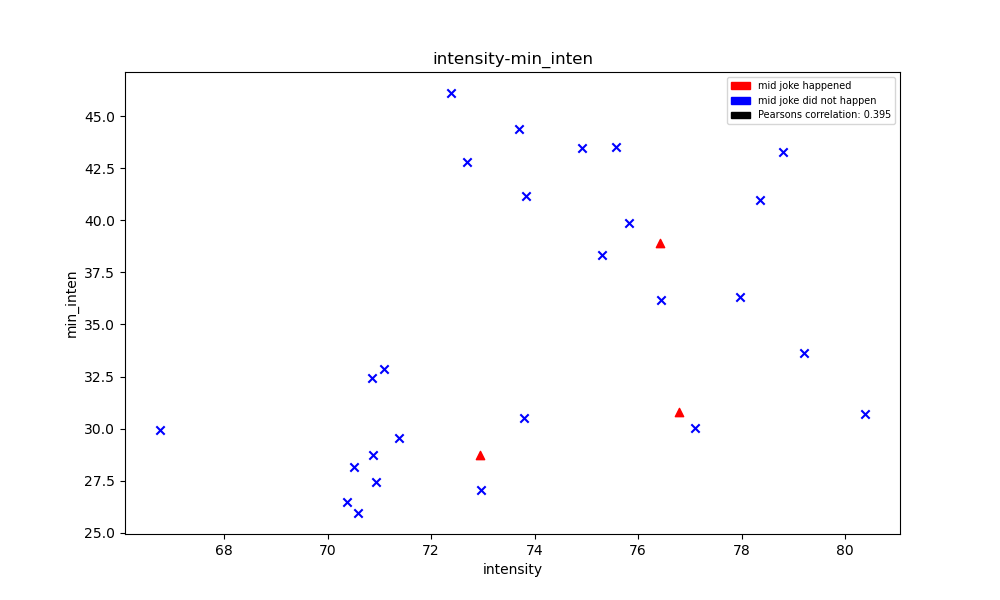 intensity-min_inten
mid joke happened
mid joke did not happen
Pearsons correlation: 0.395
45.0
42.5
40.0
37.5
35.0
32.5
30.0
27.5
25.0
min_inten
68
70
72
74
76
78
80
intensity